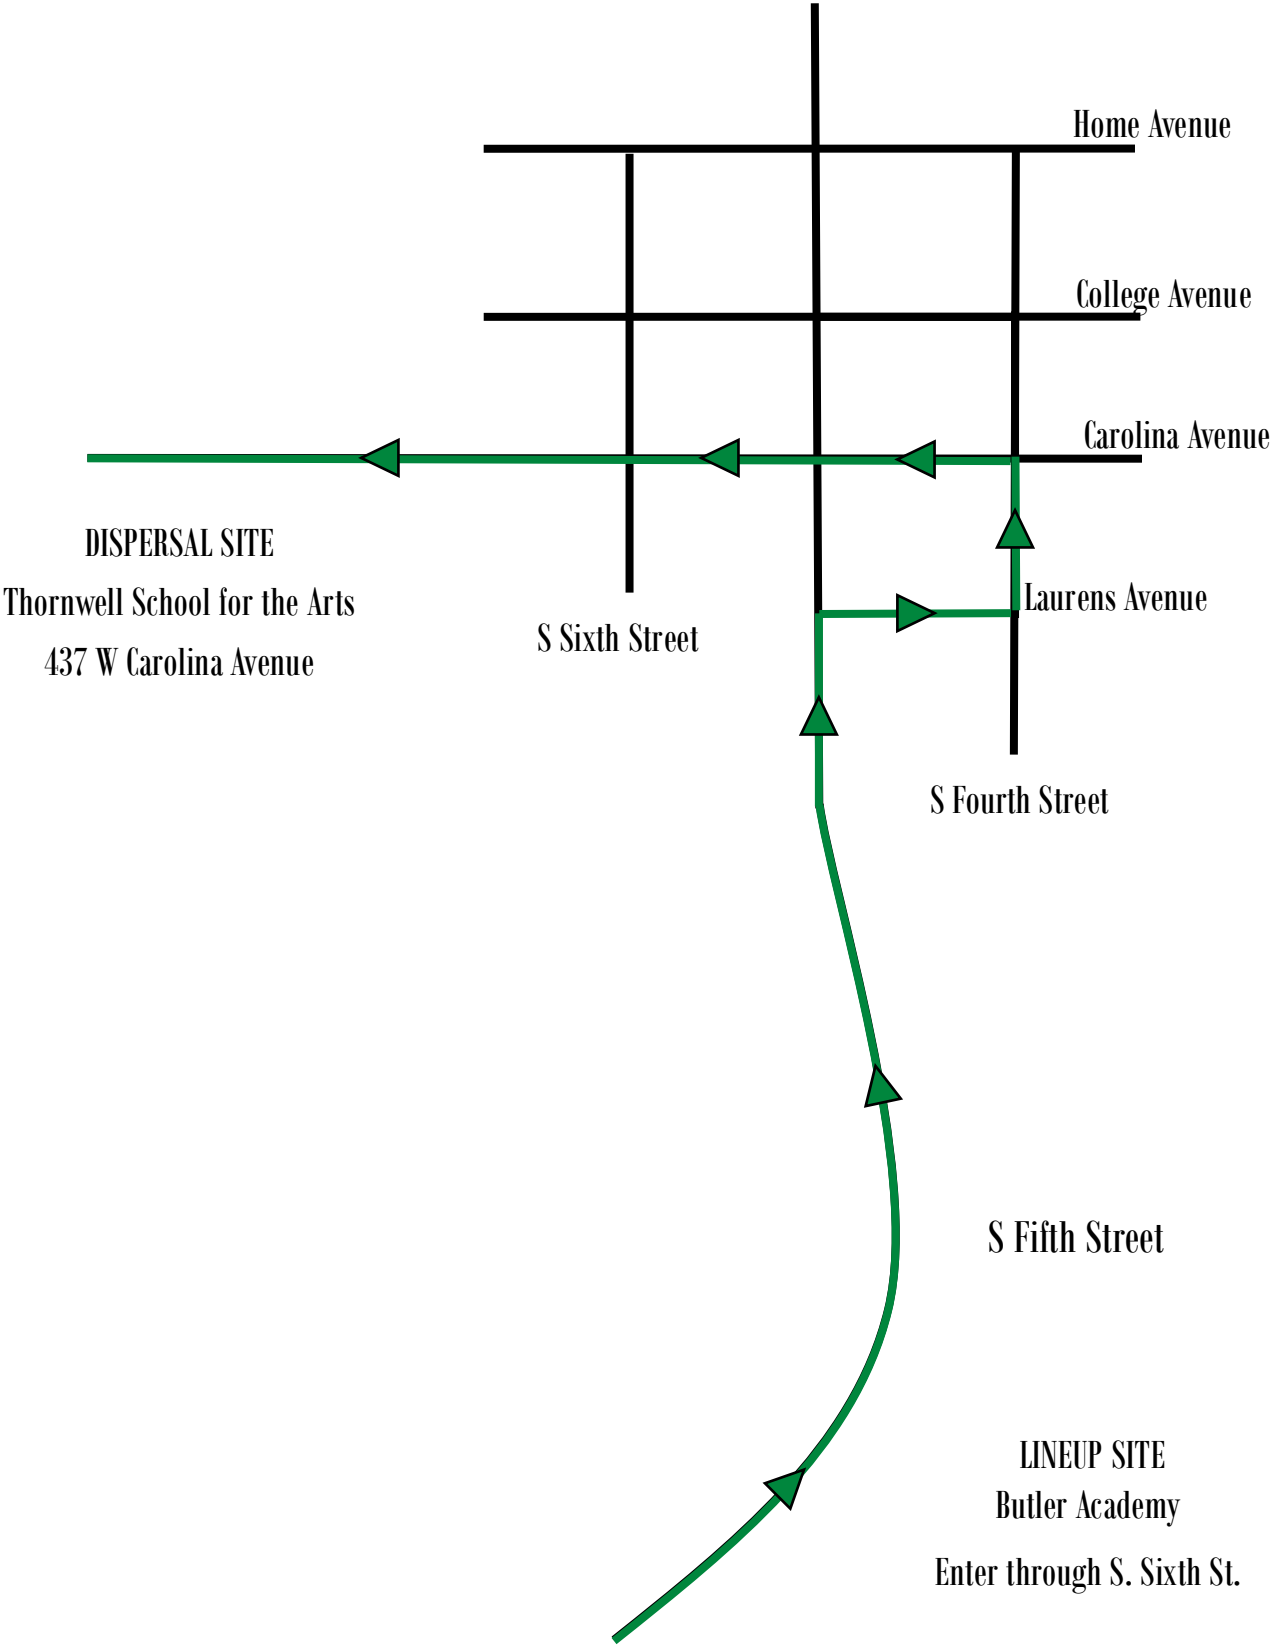 Home Avenue
College Avenue
Carolina Avenue
DISPERSAL SITE
Thornwell School for the Arts
437 W Carolina Avenue
Laurens Avenue
S Sixth Street
S Fourth Street
S Fifth Street
LINEUP SITE
Butler Academy
Enter through S. Sixth St.